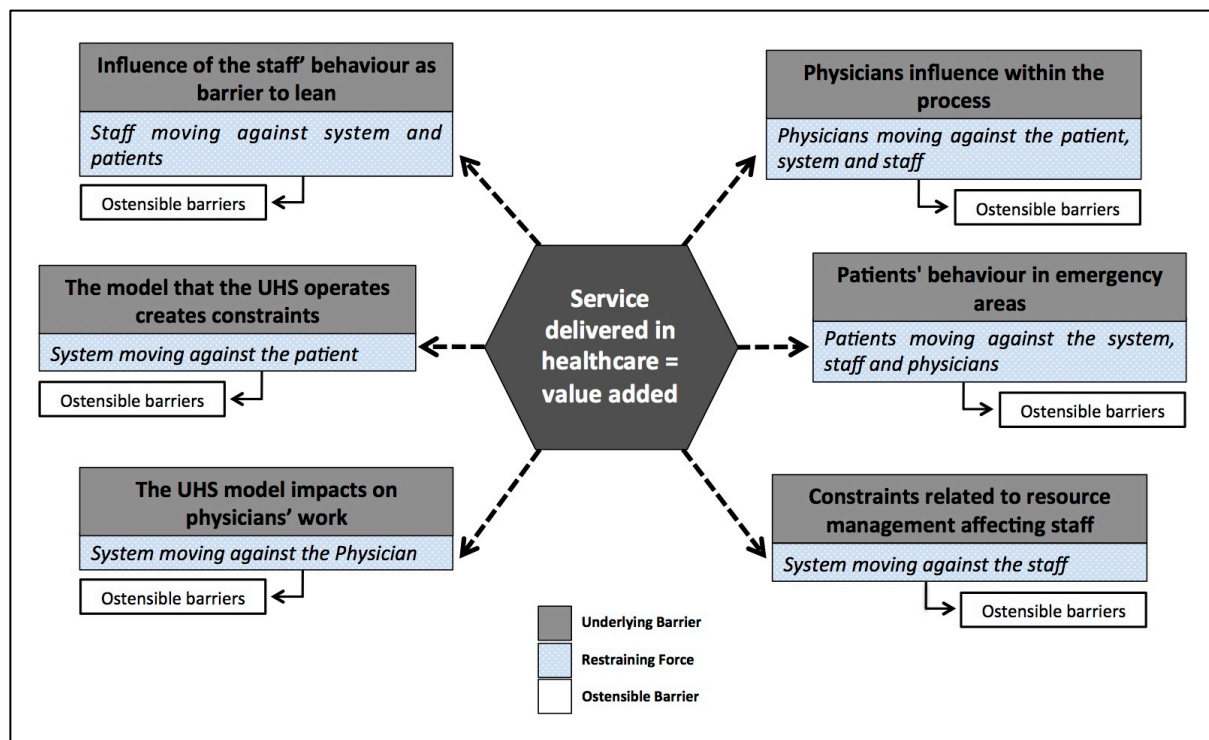 Influence of the staff’ behaviour as
barrier to lean
Staff moving against system and
patients
Ostensible barriers
The model that the UHS operates
creates constraints
System moving against the patient
Ostensible barriers
The UHS model impacts on
physicians’ work
System moving against the Physician
Ostensible barriers
Service
delivered in
healthcare =
value added
Physicians influence within the
process
Physicians moving against the patient,
system and staff
Ostensible barriers
Patients' behaviour in emergency
areas
Patients moving against the system,
staff and physicians
Ostensible barriers
Constraints related to resource
management affecting staff
System moving against the staff
Ostensible barriers
Underlying Barrier
Restraining Force
Ostensible Barrier